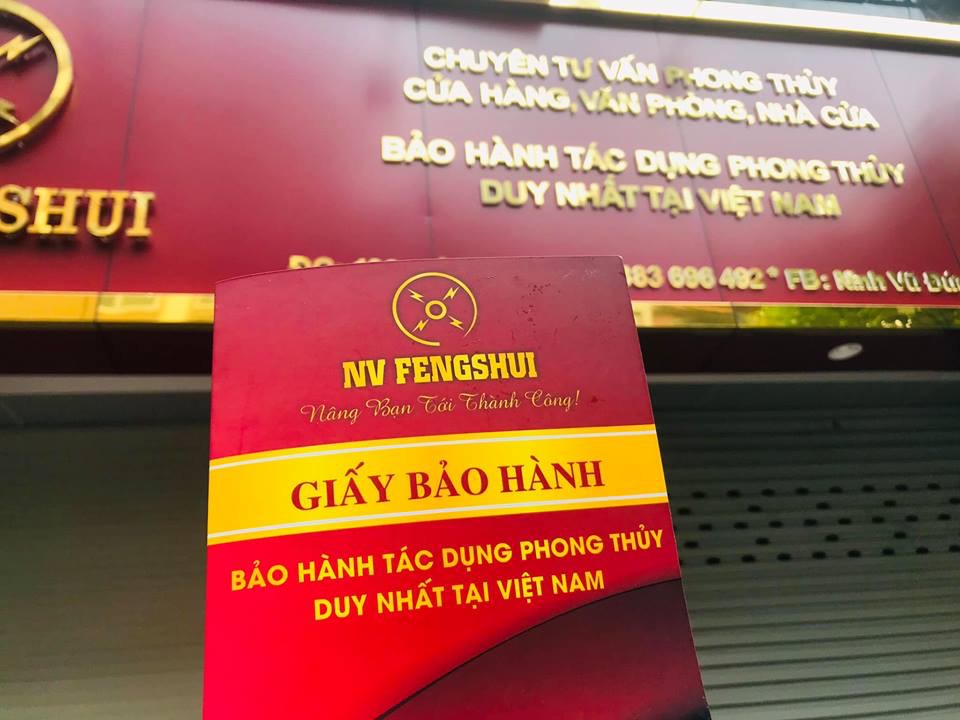 CHUYÊN TƯ VẤN PHONG THỦY
CỬA HÀNG, VĂN PHÒNG, NHÀ CỬA
BẢO HÀNH TÁC DỤNG PHONG THỦY
DUY NHẤT TẠI VIỆT NAM
SHUI
383 696 492 * FB: Ninh Vũ Đức
NV FENGSHUI
Nâng Bạn Tới Thành Công!
GIẤY BẢO HÀNH
BẢO HÀNH TÁC DỤNG PHONG THỦY
DUY NHẤT TẠI VIỆT NAM